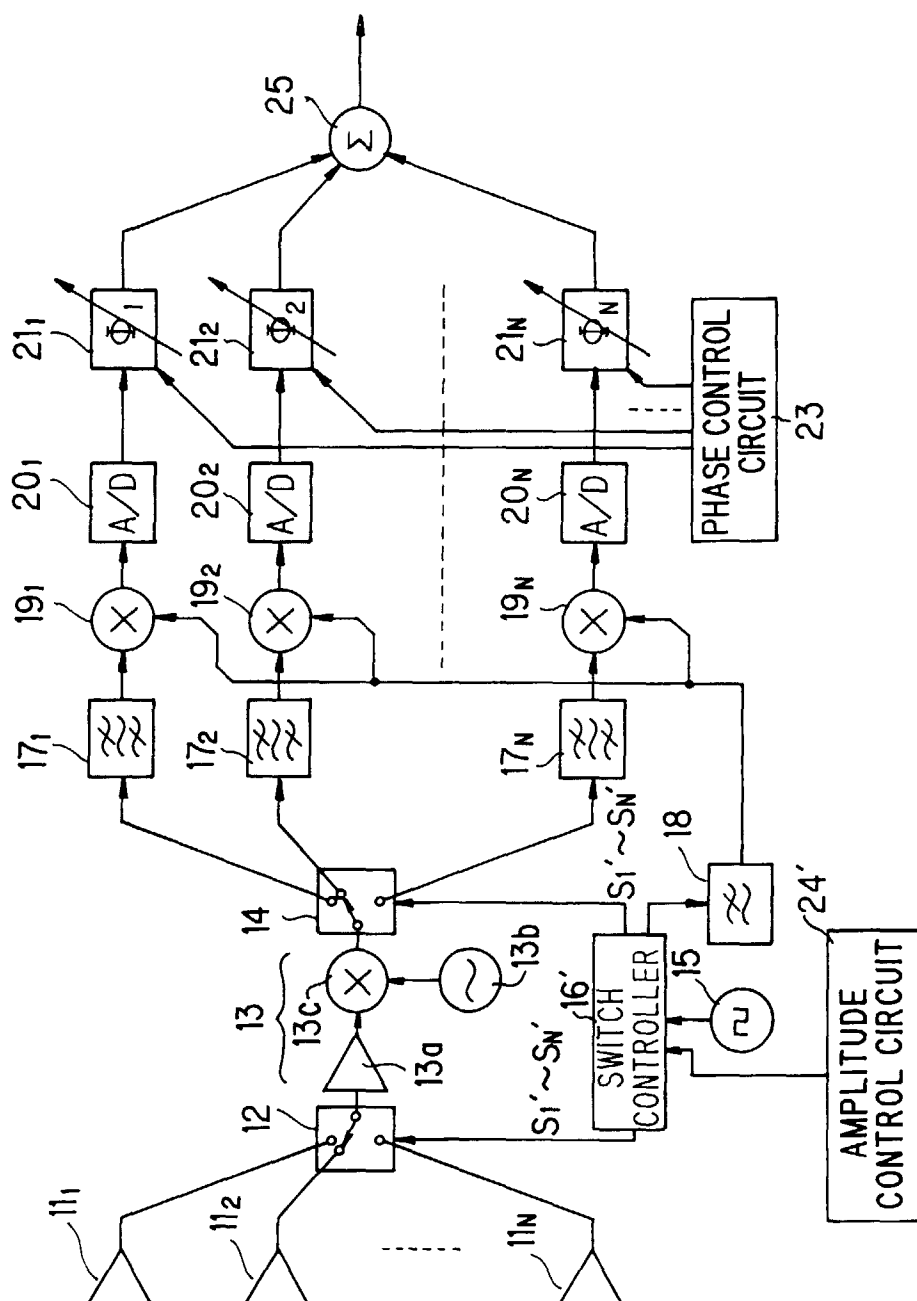 11₁
11₂
11N
12
13
13a
13b
13c
14
S₁'~SN'
S₁'~SN'
15
16'
SWITCH
CONTROLLER
17₁
17₂
17N
18
19₁
19₂
19N
20₁
A/D
20₂
A/D
20N
A/D
21₁
Φ1
21₂
Φ2
21N
ΦN
PHASE CONTROL
CIRCUIT
23
24'
AMPLITUDE
CONTROL CIRCUIT
25
Σ